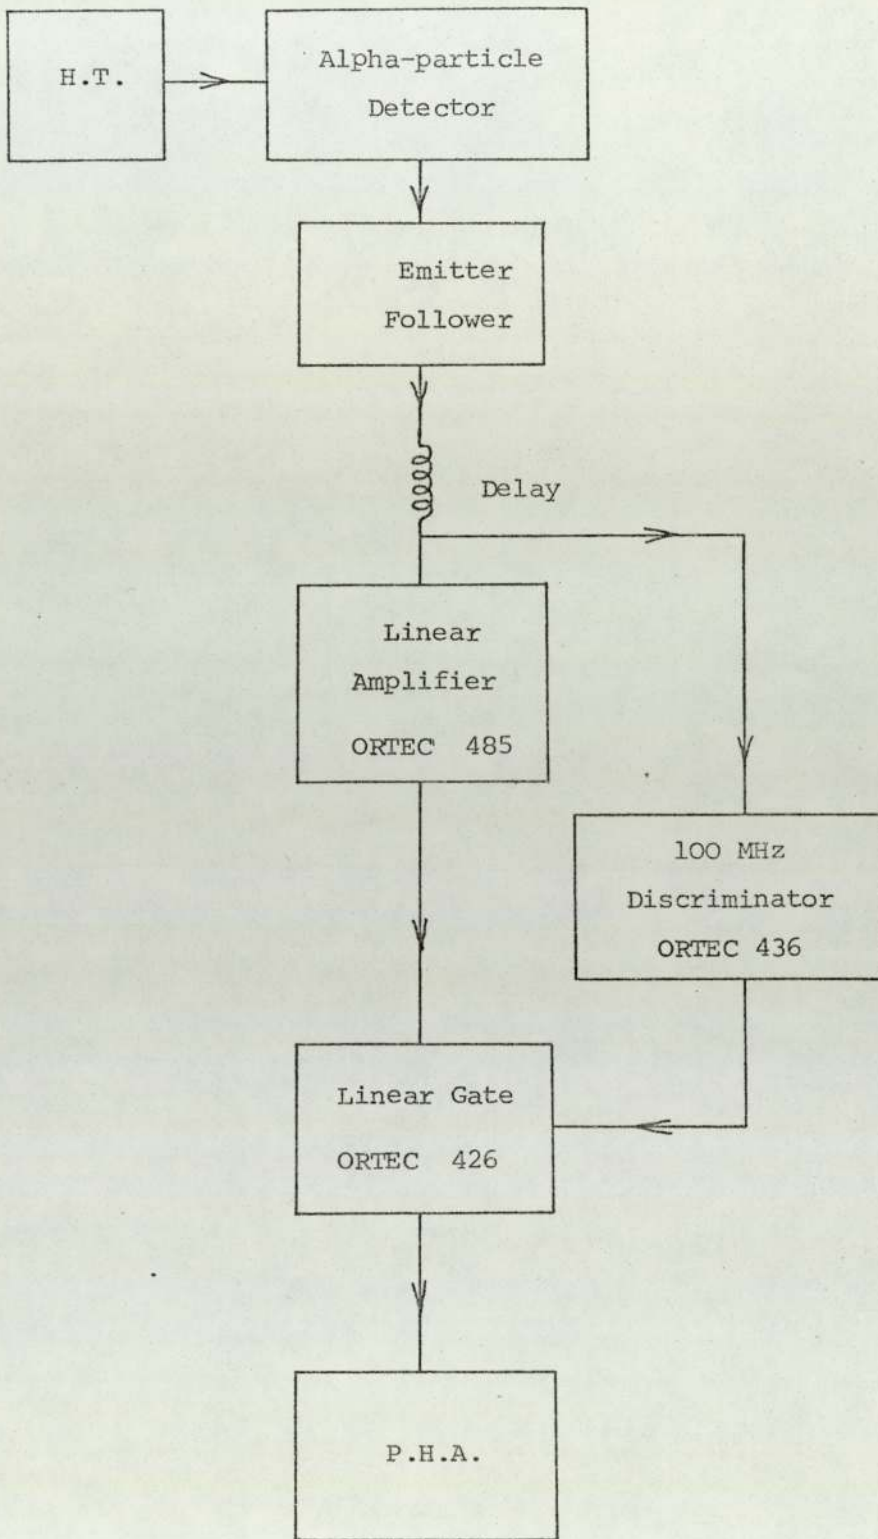 H.T.
Alpha-particle
Detector
Emitter
Follower
Delay
Linear
Amplifier
ORTEC 485
100 MHz
Discriminator
ORTEC 436
Linear Gate
ORTEC 426
P.H.A.